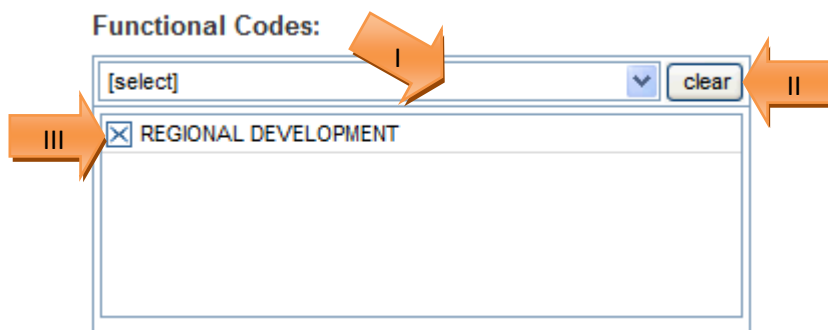 Functional Codes:
I
[select]
clear
II
III
REGIONAL DEVELOPMENT